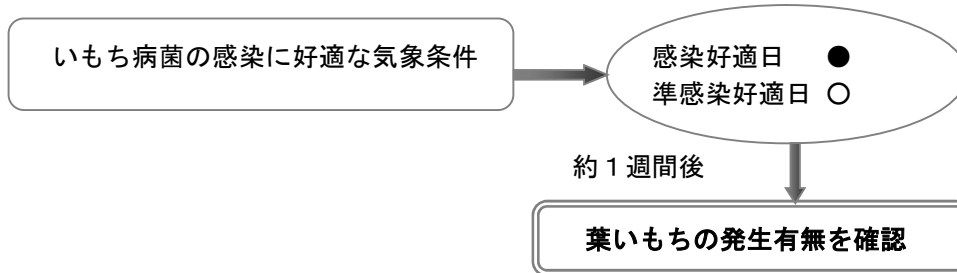 いもち病菌の感染に好適な気象条件
感染好適日 ●
準感染好適日 ○
約１週間後
葉いもちの発生有無を確認